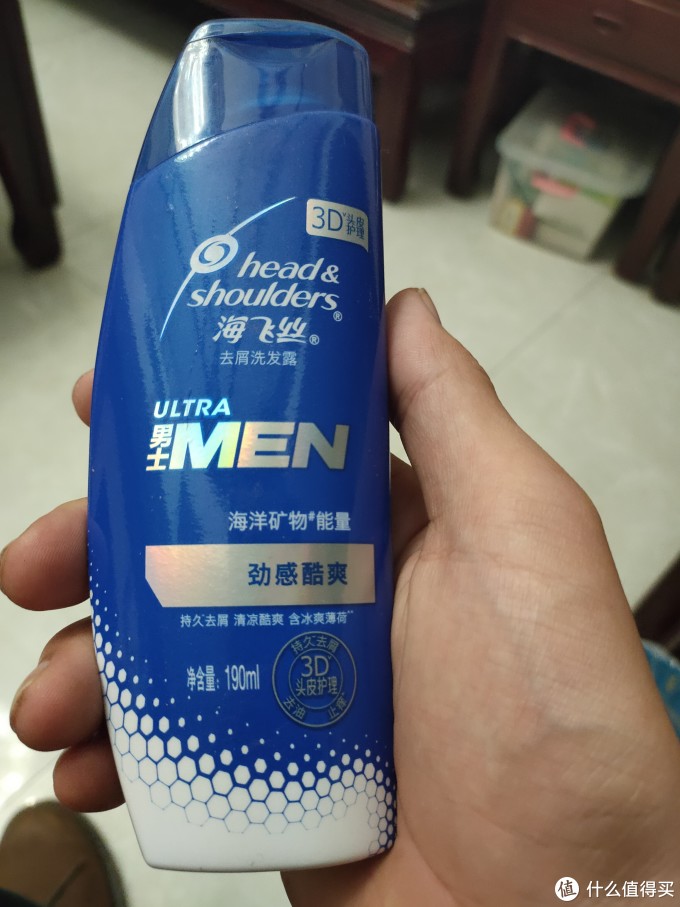 3D*头皮护理
head &
shoulders®
海飞丝®
去屑洗发露
ULTRA
男士MEN
海洋矿物#能量
劲感酷爽
持久去屑 清凉酷爽 含冰爽薄荷**
净含量：190ml
持久去屑
3D*
头皮护理
去油 止痒
值 什么值得买